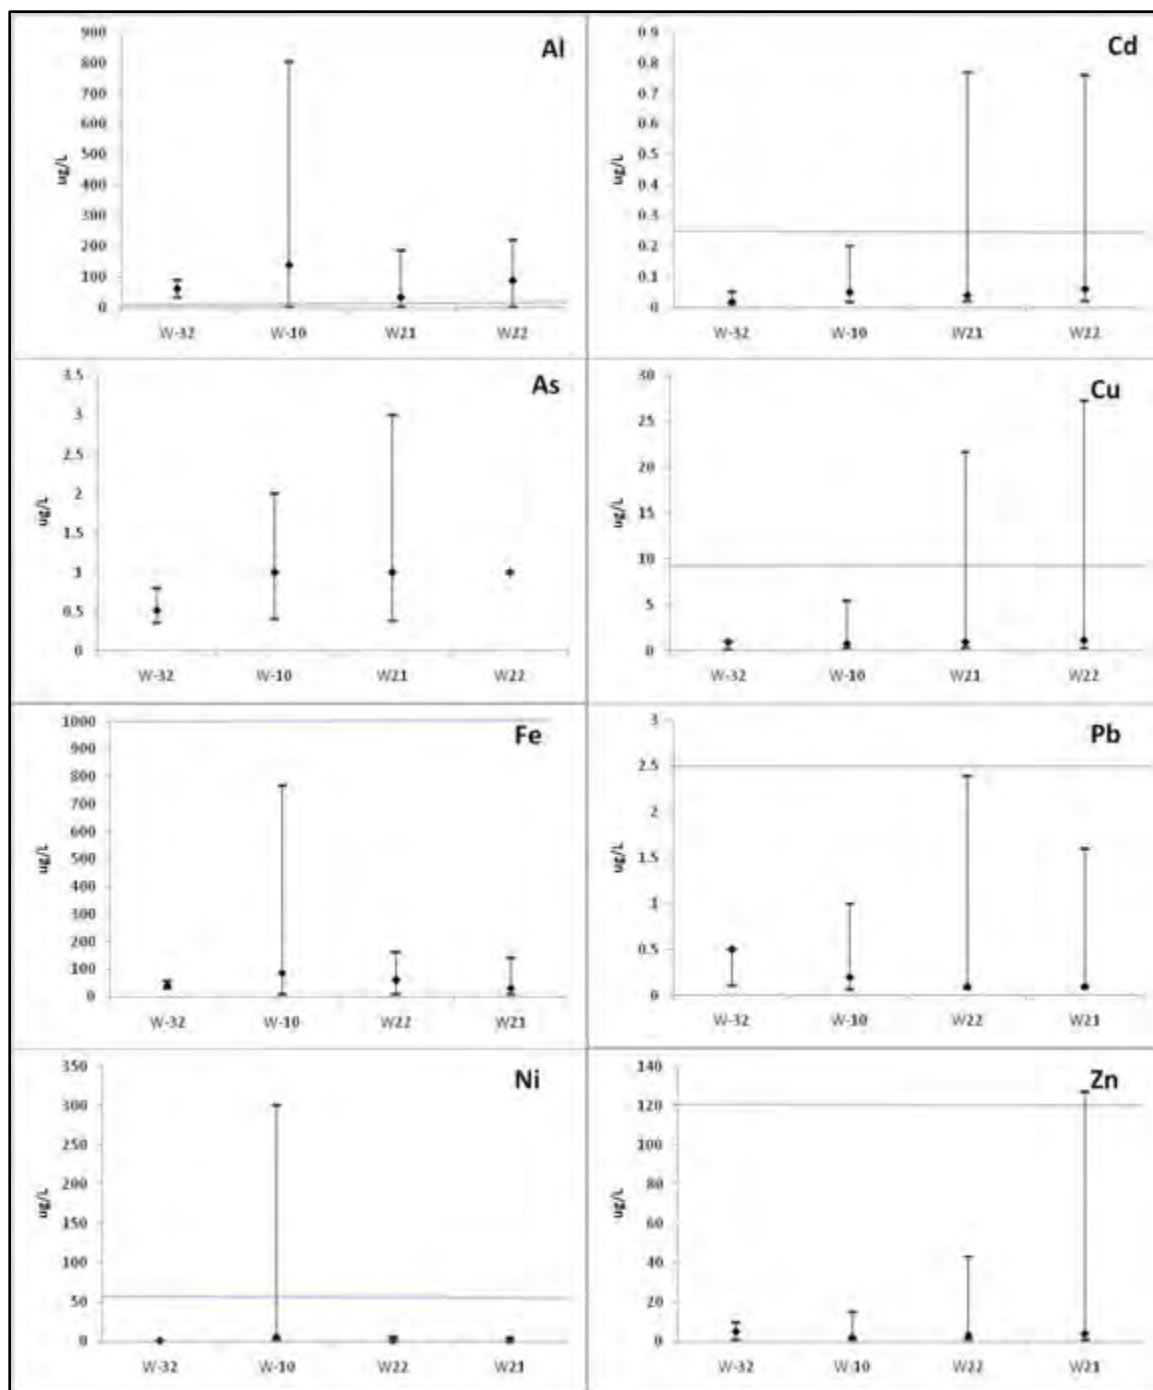 Al
ug/L
900
800
700
600
500
400
300
200
100
0
W-32 W-10 W21 W22
Cd
ug/L
0.9
0.8
0.7
0.6
0.5
0.4
0.3
0.2
0.1
0
W-32 W-10 W21 W22
As
ug/L
3.5
3
2.5
2
1.5
1
0.5
0
W-32 W-10 W21 W22
Cu
ug/L
30
25
20
15
10
5
0
W-32 W-10 W21 W22
Fe
ug/L
1000
900
800
700
600
500
400
300
200
100
0
W-32 W-10 W22 W21
Pb
ug/L
3
2.5
2
1.5
1
0.5
0
W-32 W-10 W22 W21
Ni
ug/L
350
300
250
200
150
100
50
0
W-32 W-10 W22 W21
Zn
ug/L
140
120
100
80
60
40
20
0
W-32 W-10 W22 W21